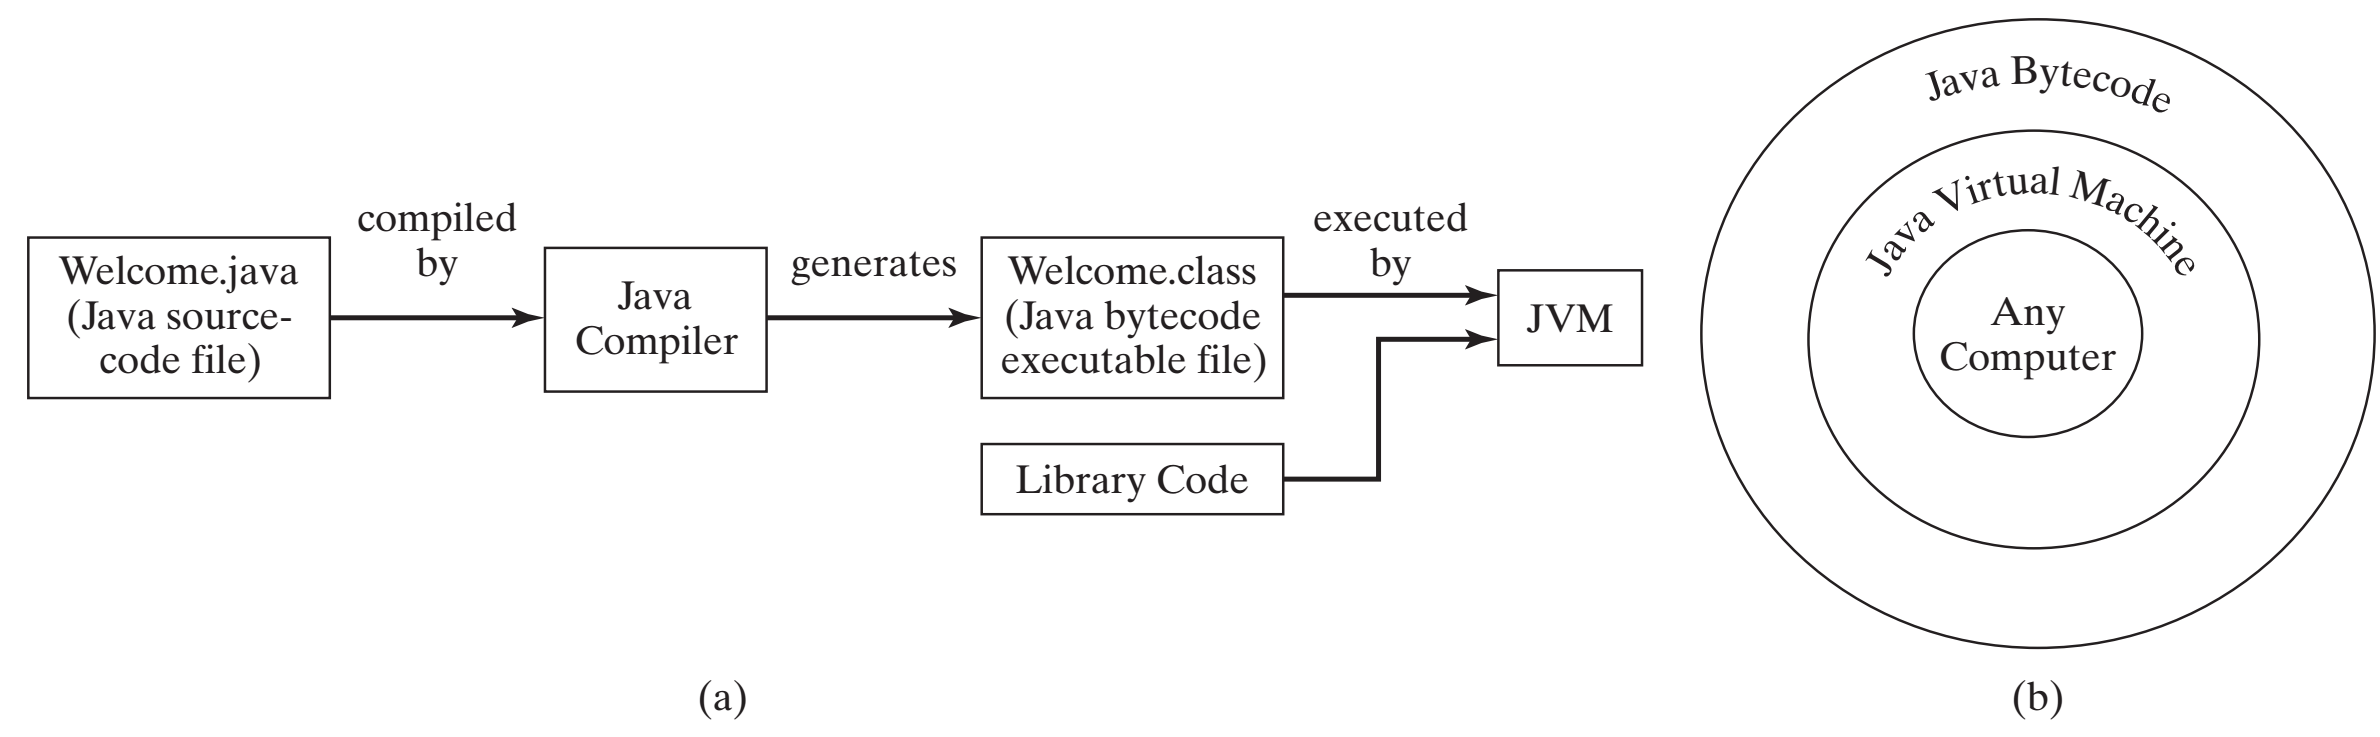 Welcome.java
(Java source-
code file)
compiled
by
Java
Compiler
generates
Welcome.class
(Java bytecode
executable file)
executed
by
JVM
Library Code
(a)
Java Bytecode
Java Virtual Machine
Any
Computer
(b)